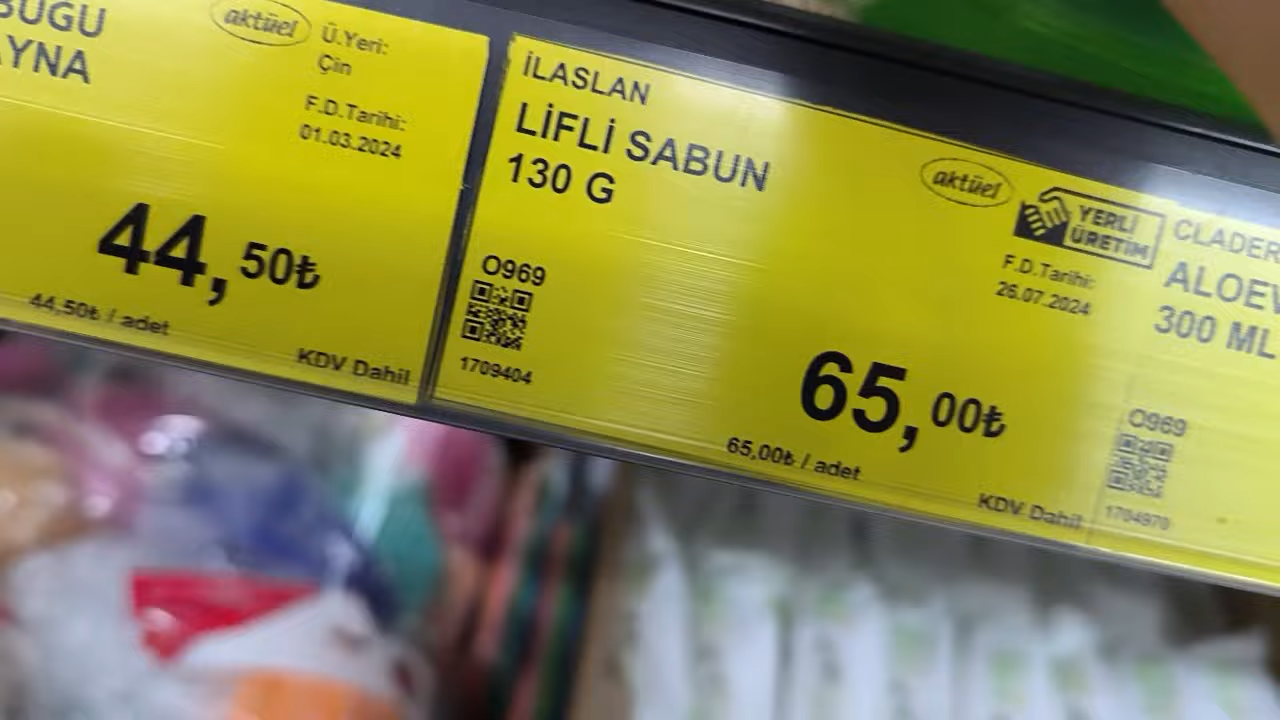 BUGU
AYNA
aktüel
Ü.Yeri:
Çin
F.D.Tarihi:
01.03.2024
44,50₺
44,50₺ / adet
KDV Dahil
İLASLAN
LİFLİ SABUN
130 G
aktüel
YERLİ
ÜRETİM
F.D.Tarihi:
26.07.2024
O969
1709404
65,00₺
65,00₺ / adet
KDV Dahil
CLADER
ALOEV
300 ML
O969
1704970